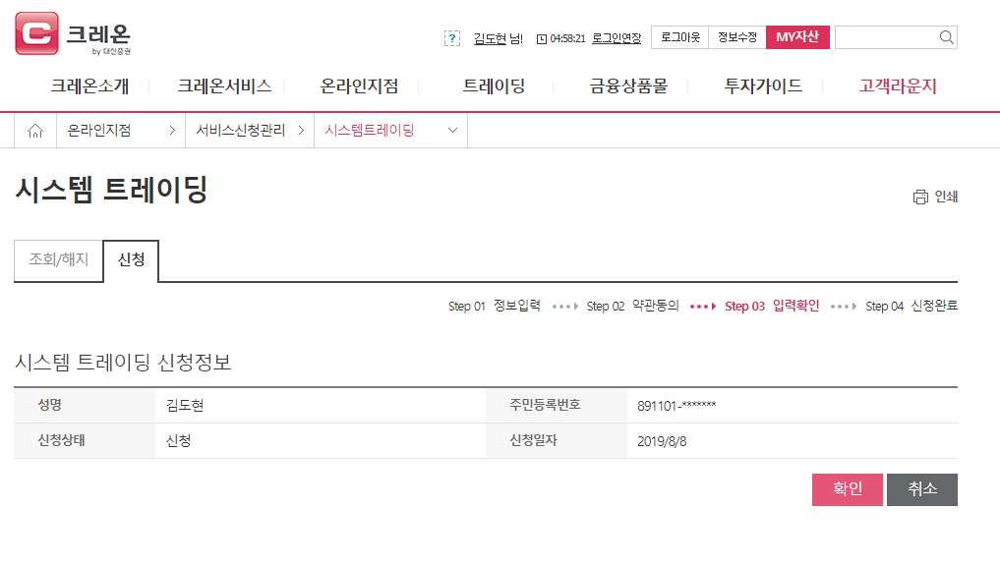 C 크레온
by 대신증권
? 김도현 님! 04:58:21 로그인연장 로그아웃 정보수정 MY자산
크레온소개 크레온서비스 온라인지점 트레이딩 금융상품몰 투자가이드 고객라운지
온라인지점 서비스신청관리 시스템트레이딩
시스템 트레이딩
인쇄
조회/해지 신청
Step 01 정보입력 Step 02 약관동의 Step 03 입력확인 Step 04 신청완료
시스템 트레이딩 신청정보
성명 김도현 주민등록번호 891101-*******
신청상태 신청 신청일자 2019/8/8
확인 취소